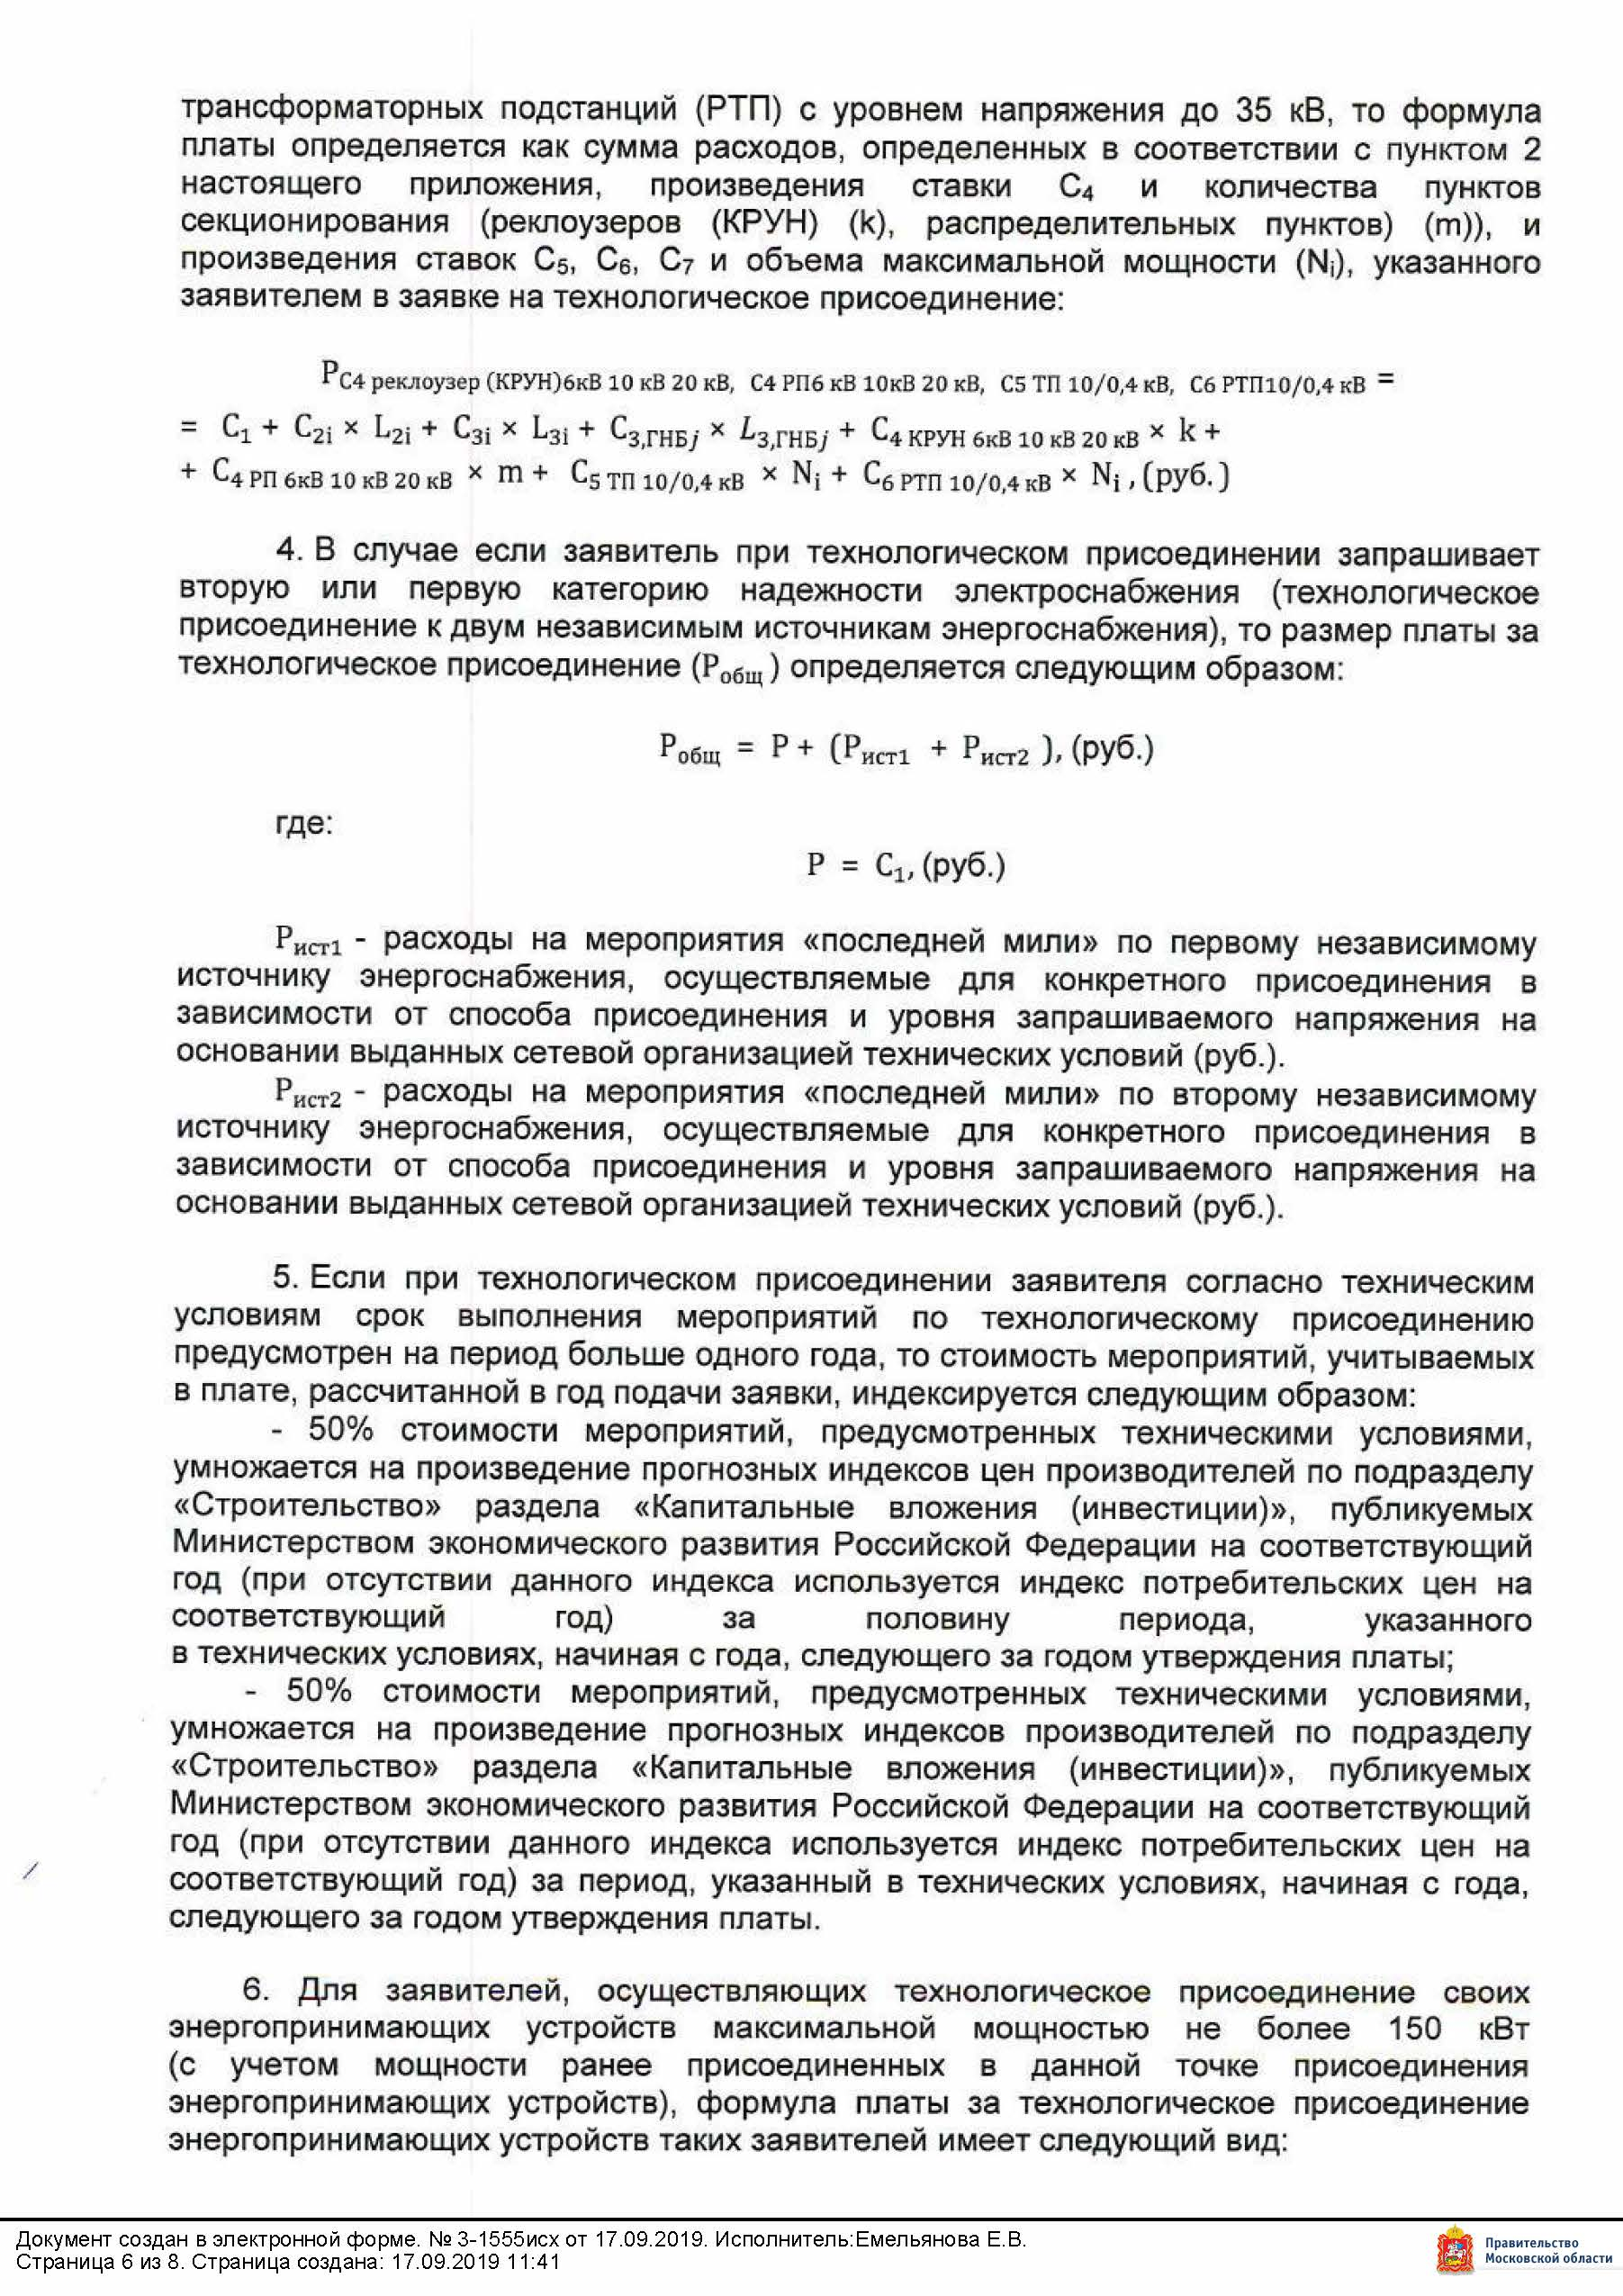 трансформаторных подстанций (РТП) с уровнем напряжения до 35 кВ, то формула
платы определяется как сумма расходов, определенных в соответствии с пунктом 2
настоящего приложения, произведения ставки С₄ и количества пунктов
секционирования (реклоузеров (КРУН) (k), распределительных пунктов) (m)), и
произведения ставок С₅, С₆, С₇ и объема максимальной мощности (Nᵢ), указанного
заявителем в заявке на технологическое присоединение:
P С4 реклоузер (КРУН)6кВ 10 кВ 20 кВ, С4 РП6 кВ 10кВ 20 кВ, С5 ТП 10/0,4 кВ, С6 РТП10/0,4 кВ =
= C₁ + C₂ᵢ × L₂ᵢ + C₃ᵢ × L₃ᵢ + C₃,ГНБj × L₃,ГНБj + C₄ КРУН 6кВ 10 кВ 20 кВ × k +
+ C₄ РП 6кВ 10 кВ 20 кВ × m + C₅ ТП 10/0,4 кВ × Nᵢ + C₆ РТП 10/0,4 кВ × Nᵢ , (руб.)
4. В случае если заявитель при технологическом присоединении запрашивает
вторую или первую категорию надежности электроснабжения (технологическое
присоединение к двум независимым источникам энергоснабжения), то размер платы за
технологическое присоединение (Pобщ ) определяется следующим образом:
Pобщ = P + (Pист1 + Pист2 ), (руб.)
где:
P = C₁, (руб.)
Pист1 - расходы на мероприятия «последней мили» по первому независимому
источнику энергоснабжения, осуществляемые для конкретного присоединения в
зависимости от способа присоединения и уровня запрашиваемого напряжения на
основании выданных сетевой организацией технических условий (руб.).
Pист2 - расходы на мероприятия «последней мили» по второму независимому
источнику энергоснабжения, осуществляемые для конкретного присоединения в
зависимости от способа присоединения и уровня запрашиваемого напряжения на
основании выданных сетевой организацией технических условий (руб.).
5. Если при технологическом присоединении заявителя согласно техническим
условиям срок выполнения мероприятий по технологическому присоединению
предусмотрен на период больше одного года, то стоимость мероприятий, учитываемых
в плате, рассчитанной в год подачи заявки, индексируется следующим образом:
- 50% стоимости мероприятий, предусмотренных техническими условиями,
умножается на произведение прогнозных индексов цен производителей по подразделу
«Строительство» раздела «Капитальные вложения (инвестиции)», публикуемых
Министерством экономического развития Российской Федерации на соответствующий
год (при отсутствии данного индекса используется индекс потребительских цен на
соответствующий год) за половину периода, указанного
в технических условиях, начиная с года, следующего за годом утверждения платы;
- 50% стоимости мероприятий, предусмотренных техническими условиями,
умножается на произведение прогнозных индексов производителей по подразделу
«Строительство» раздела «Капитальные вложения (инвестиции)», публикуемых
Министерством экономического развития Российской Федерации на соответствующий
год (при отсутствии данного индекса используется индекс потребительских цен на
соответствующий год) за период, указанный в технических условиях, начиная с года,
следующего за годом утверждения платы.
6. Для заявителей, осуществляющих технологическое присоединение своих
энергопринимающих устройств максимальной мощностью не более 150 кВт
(с учетом мощности ранее присоединенных в данной точке присоединения
энергопринимающих устройств), формула платы за технологическое присоединение
энергопринимающих устройств таких заявителей имеет следующий вид:
Документ создан в электронной форме. № 3-1555исх от 17.09.2019. Исполнитель:Емельянова Е.В.
Страница 6 из 8. Страница создана: 17.09.2019 11:41
Правительство
Московской области